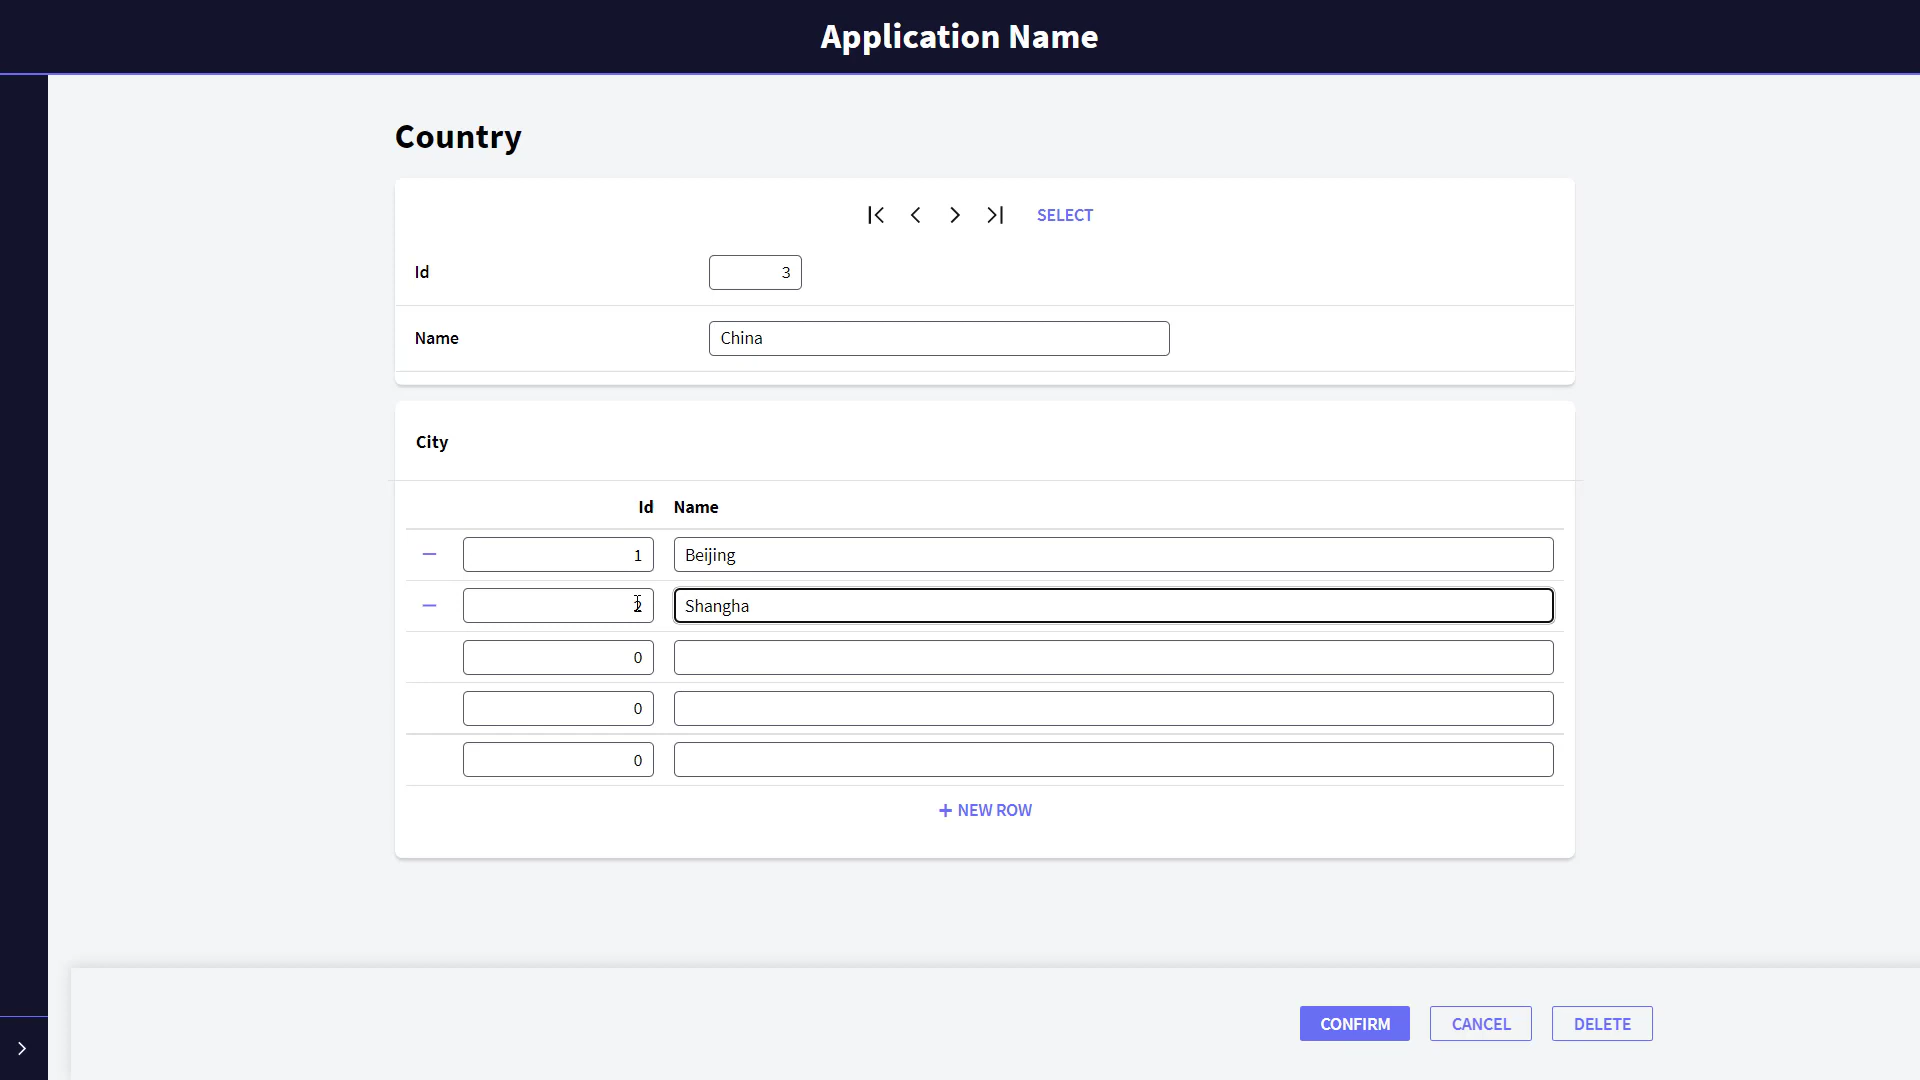 Application Name
Country
SELECT
Id 3
Name China
City
Id Name
1 Beijing
2 Shangha
0
0
0
+ NEW ROW
CONFIRM CANCEL DELETE